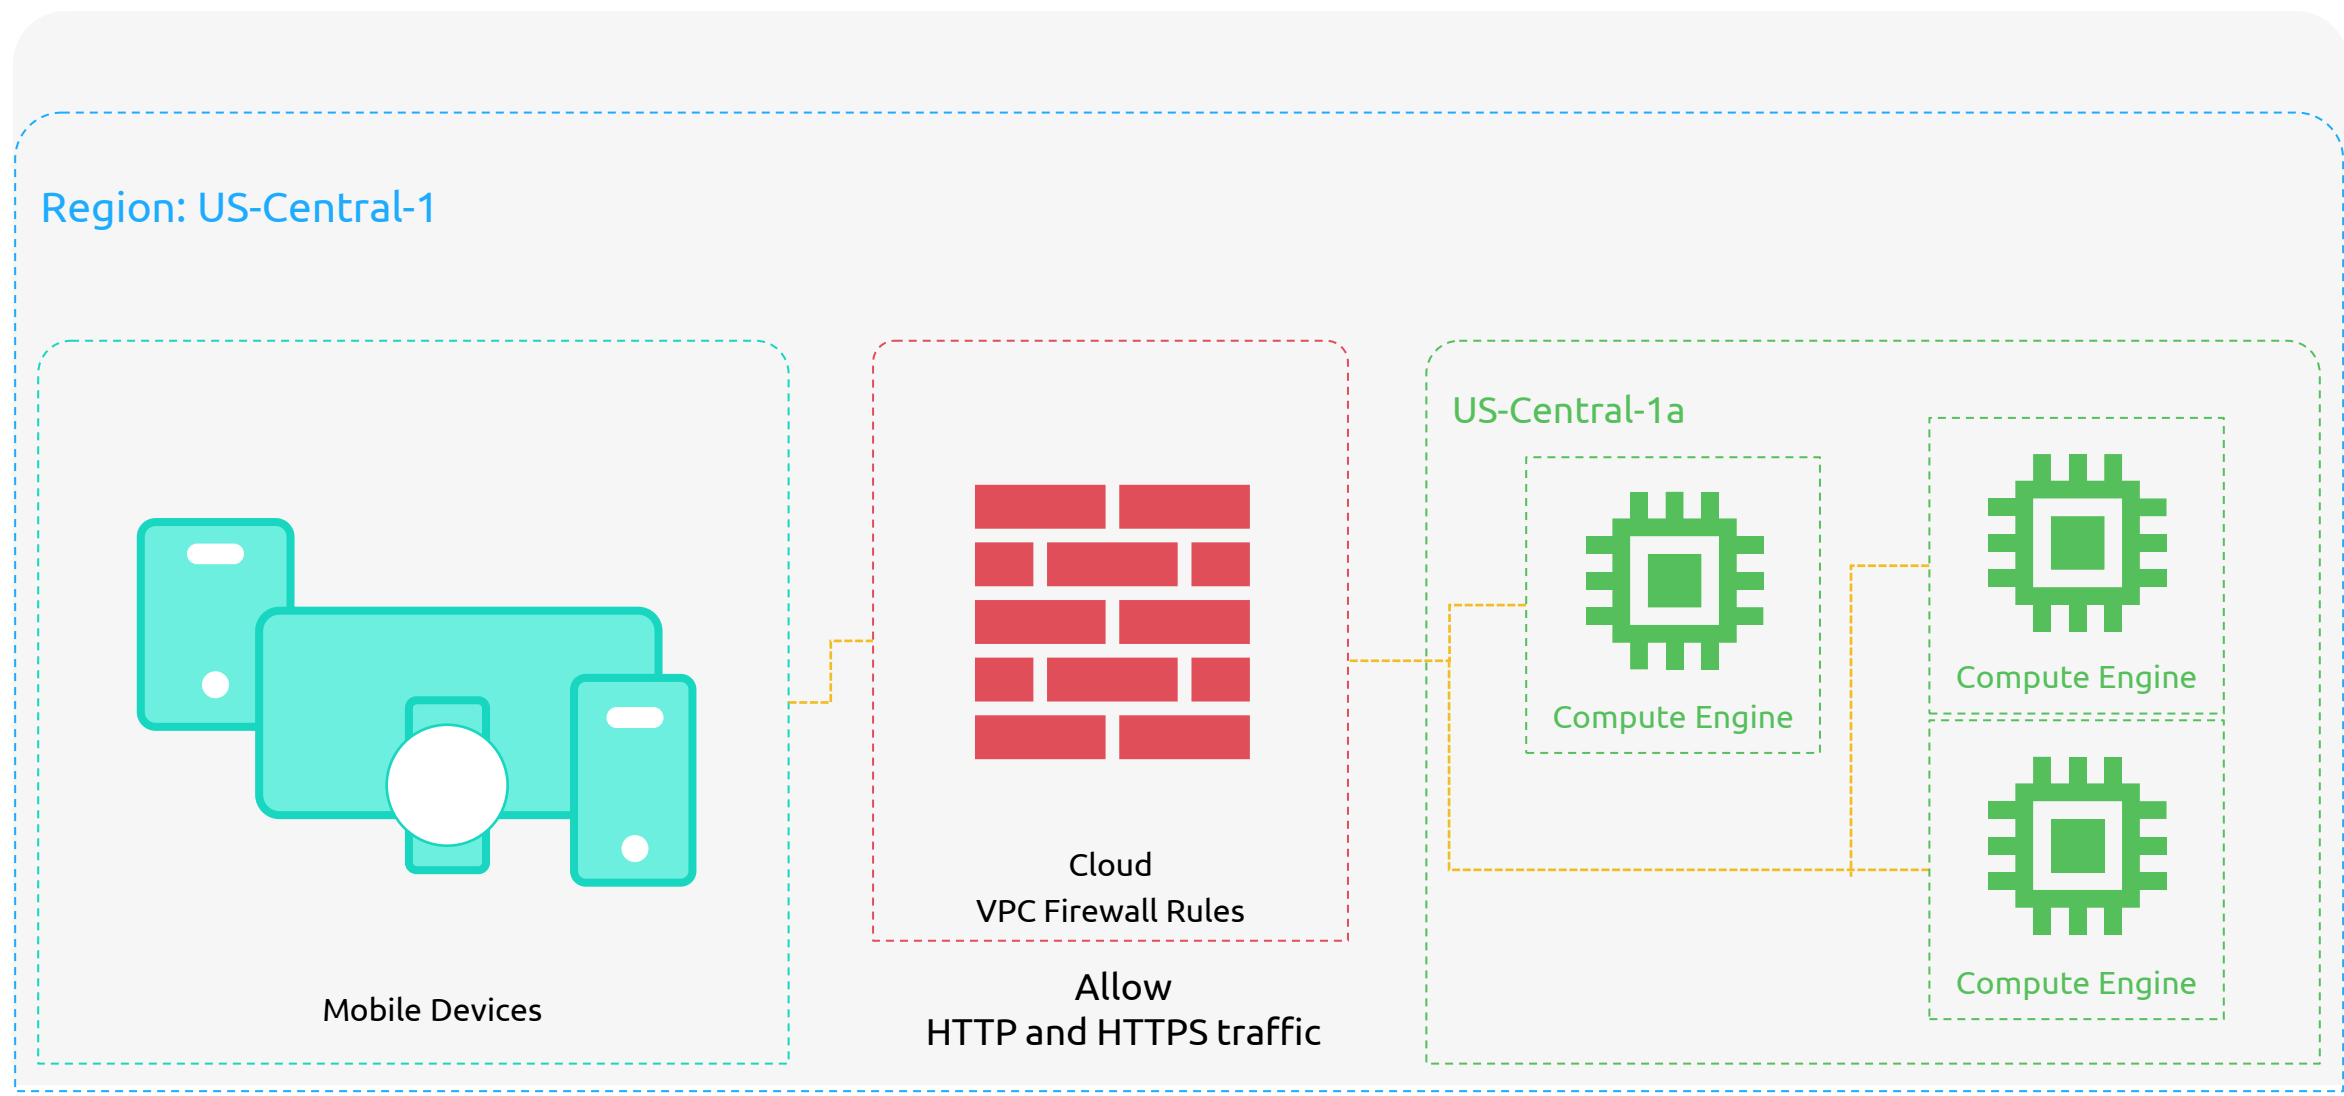 Region: US-Central-1
Mobile Devices
Cloud
VPC Firewall Rules
Allow
HTTP and HTTPS traffic
US-Central-1a
Compute Engine
Compute Engine
Compute Engine